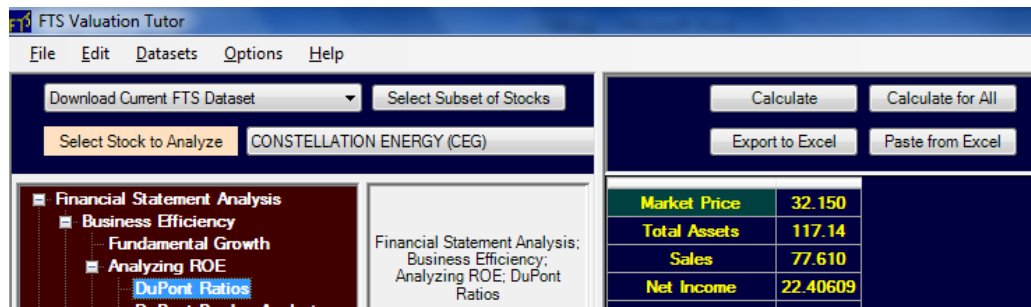 FTS Valuation Tutor
File Edit Datasets Options Help
Download Current FTS Dataset
Select Subset of Stocks
Calculate
Calculate for All
Select Stock to Analyze
CONSTELLATION ENERGY (CEG)
Export to Excel
Paste from Excel
Financial Statement Analysis
Business Efficiency
Fundamental Growth
Analyzing ROE
DuPont Ratios
Financial Statement Analysis;
Business Efficiency;
Analyzing ROE; DuPont
Ratios
Market Price 32.150
Total Assets 117.14
Sales 77.610
Net Income 22.40609